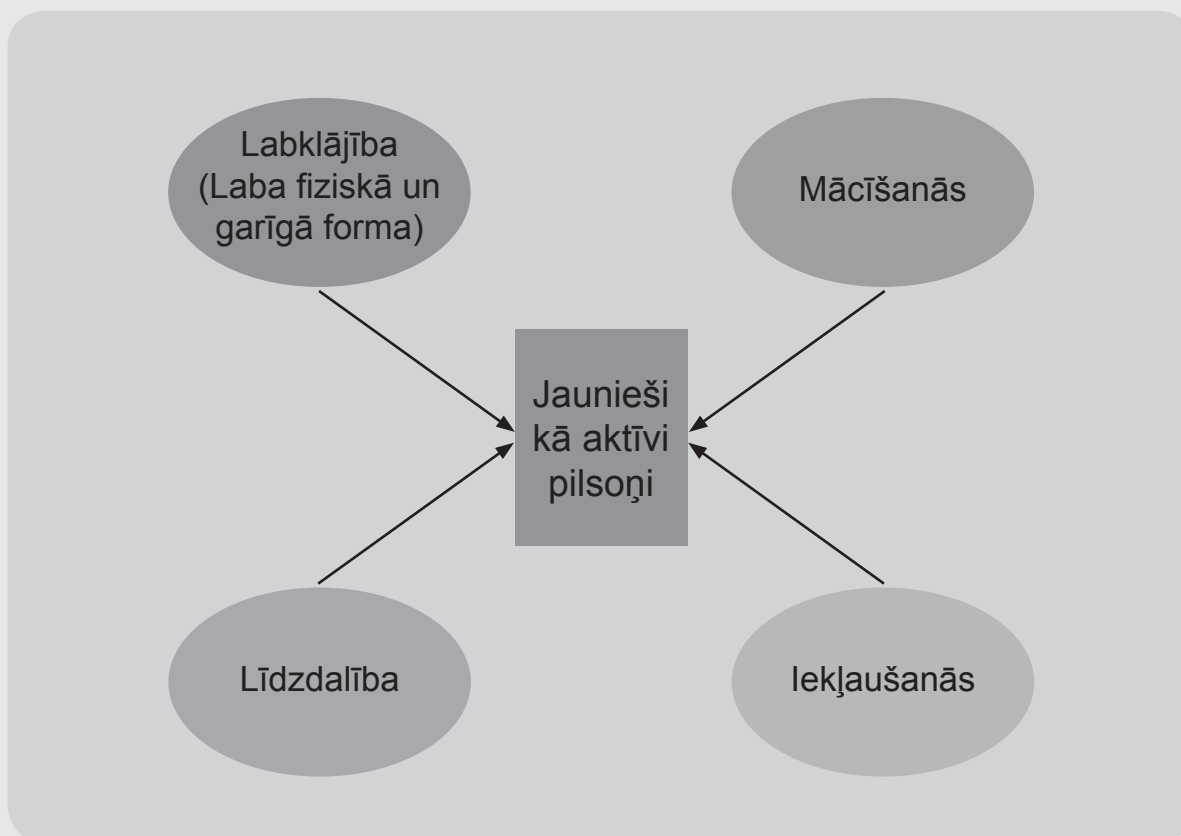 Labklājība
(Laba fiziskā un
garīgā forma)
Mācīšanās
Jaunieši
kā aktīvi
pilsoņi
Līdzdalība
Iekļaušanās